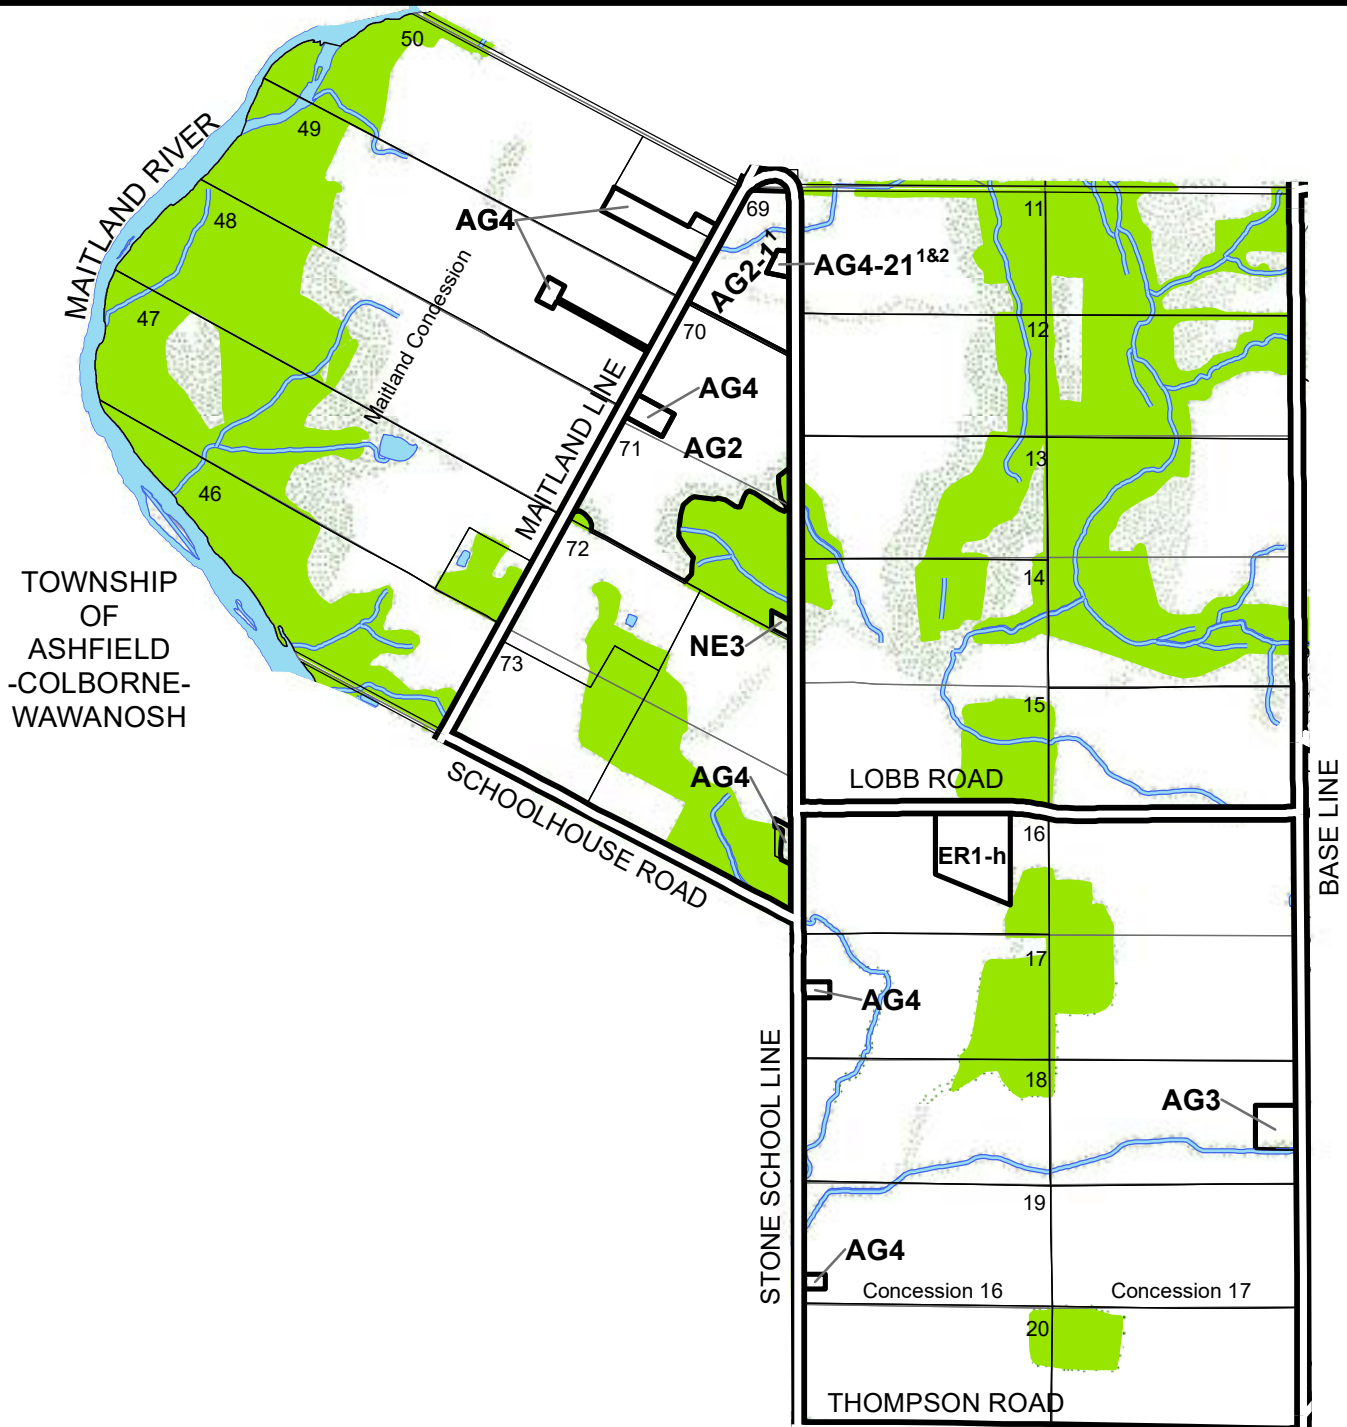 50
49
MAITLAND RIVER
48
47
46
Maitland Concession
AG4
69
AG2-1¹
AG4-21¹&²
11
70
12
MAITLAND LINE
AG4
71
AG2
13
72
14
TOWNSHIP
OF
ASHFIELD
-COLBORNE-
WAWANOSH
NE3
73
15
SCHOOLHOUSE ROAD
AG4
LOBB ROAD
BASE LINE
16
ER1-h
17
AG4
STONE SCHOOL LINE
18
AG3
19
AG4
Concession 16
Concession 17
20
THOMPSON ROAD